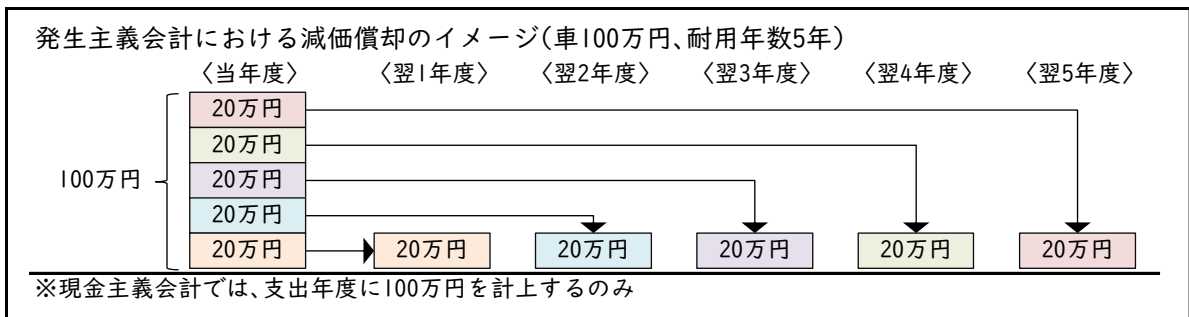 発生主義会計における減価償却のイメージ(車100万円、耐用年数5年)
〈当年度〉 〈翌1年度〉 〈翌2年度〉 〈翌3年度〉 〈翌4年度〉 〈翌5年度〉
20万円
20万円
100万円 20万円
20万円
20万円 20万円 20万円 20万円 20万円 20万円
※現金主義会計では、支出年度に100万円を計上するのみ